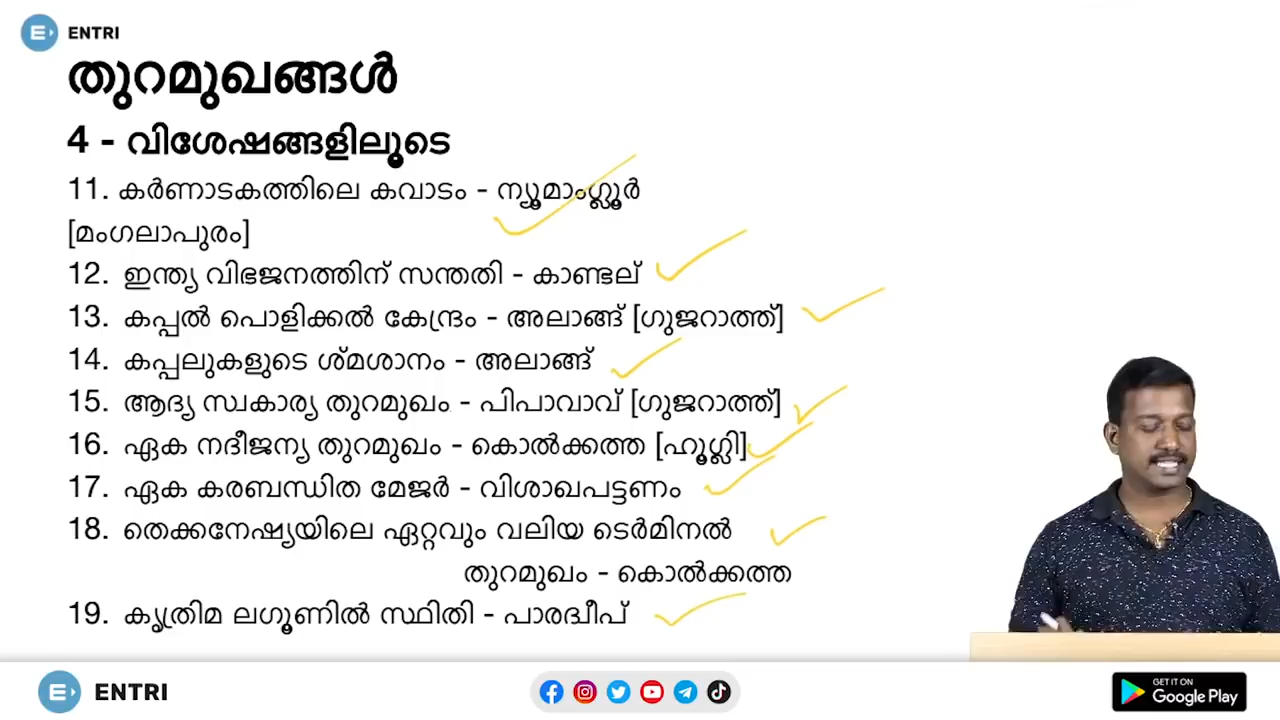 ENTRI
തുറമുഖങ്ങൾ
4 - വിശേഷങ്ങളിലൂടെ
11. കർണാടകത്തിലെ കവാടം - ന്യൂമാംഗ്ലൂർ
[മംഗലാപുരം]
12. ഇന്ത്യ വിഭജനത്തിന് സന്തതി - കാണ്ടല്
13. കപ്പൽ പൊളിക്കൽ കേന്ദ്രം - അലാങ്ങ് [ഗുജറാത്ത്]
14. കപ്പലുകളുടെ ശ്മശാനം - അലാങ്ങ്
15. ആദ്യ സ്വകാര്യ തുറമുഖം - പിപാവാവ് [ഗുജറാത്ത്]
16. ഏക നദീജന്യ തുറമുഖം - കൊൽക്കത്ത [ഹൂഗ്ലി]
17. ഏക കരബന്ധിത മേജർ - വിശാഖപട്ടണം
18. തെക്കനേഷ്യയിലെ ഏറ്റവും വലിയ ടെർമിനൽ
തുറമുഖം - കൊൽക്കത്ത
19. കൃത്രിമ ലഗൂണിൽ സ്ഥിതി - പാരദ്വീപ്
ENTRI
GET IT ON
Google Play